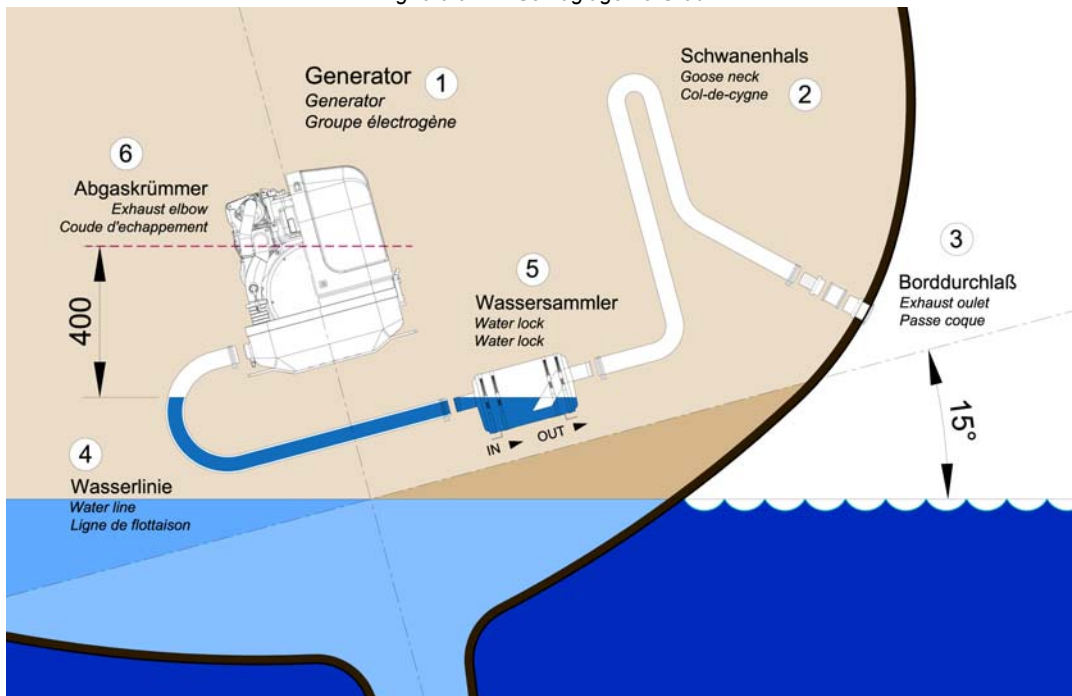 Generator
1
Generator
Groupe électrogène
Schwanenhals
Goose neck
Col-de-cygne
2
6
Abgaskrümmer
Exhaust elbow
Coude d'echappement
400
5
Wassersammler
Water lock
Water lock
IN
OUT
3
Borddurchlaß
Exhaust oulet
Passe coque
15°
4
Wasserlinie
Water line
Ligne de flottaison